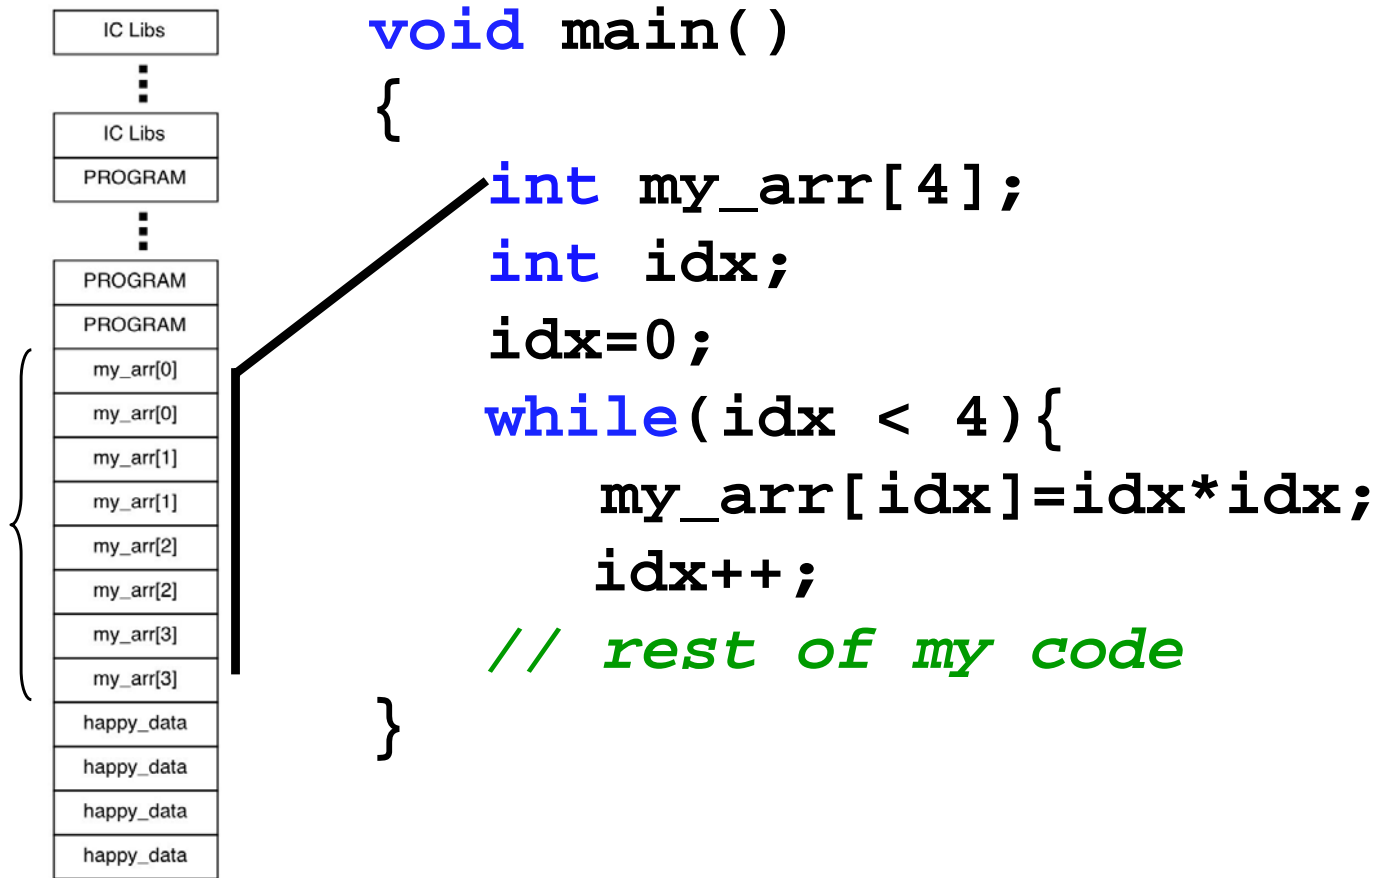 IC Libs
IC Libs
PROGRAM
PROGRAM
PROGRAM
my_arr[0]
my_arr[0]
my_arr[1]
my_arr[1]
my_arr[2]
my_arr[2]
my_arr[3]
my_arr[3]
happy_data
happy_data
happy_data
happy_data
void main()
{
int my_arr[4];
int idx;
idx=0;
while(idx < 4){
my_arr[idx]=idx*idx;
idx++;
// rest of my code
}